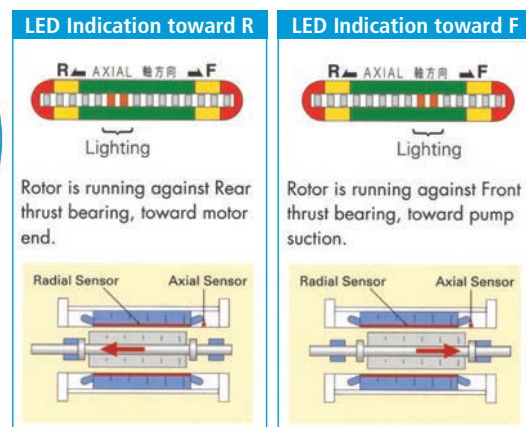 LED Indication toward R
R AXIAL 軸方向 F
Lighting
Rotor is running against Rear
thrust bearing, toward motor
end.
Radial Sensor Axial Sensor
LED Indication toward F
R AXIAL 軸方向 F
Lighting
Rotor is running against Front
thrust bearing, toward pump
suction.
Radial Sensor Axial Sensor